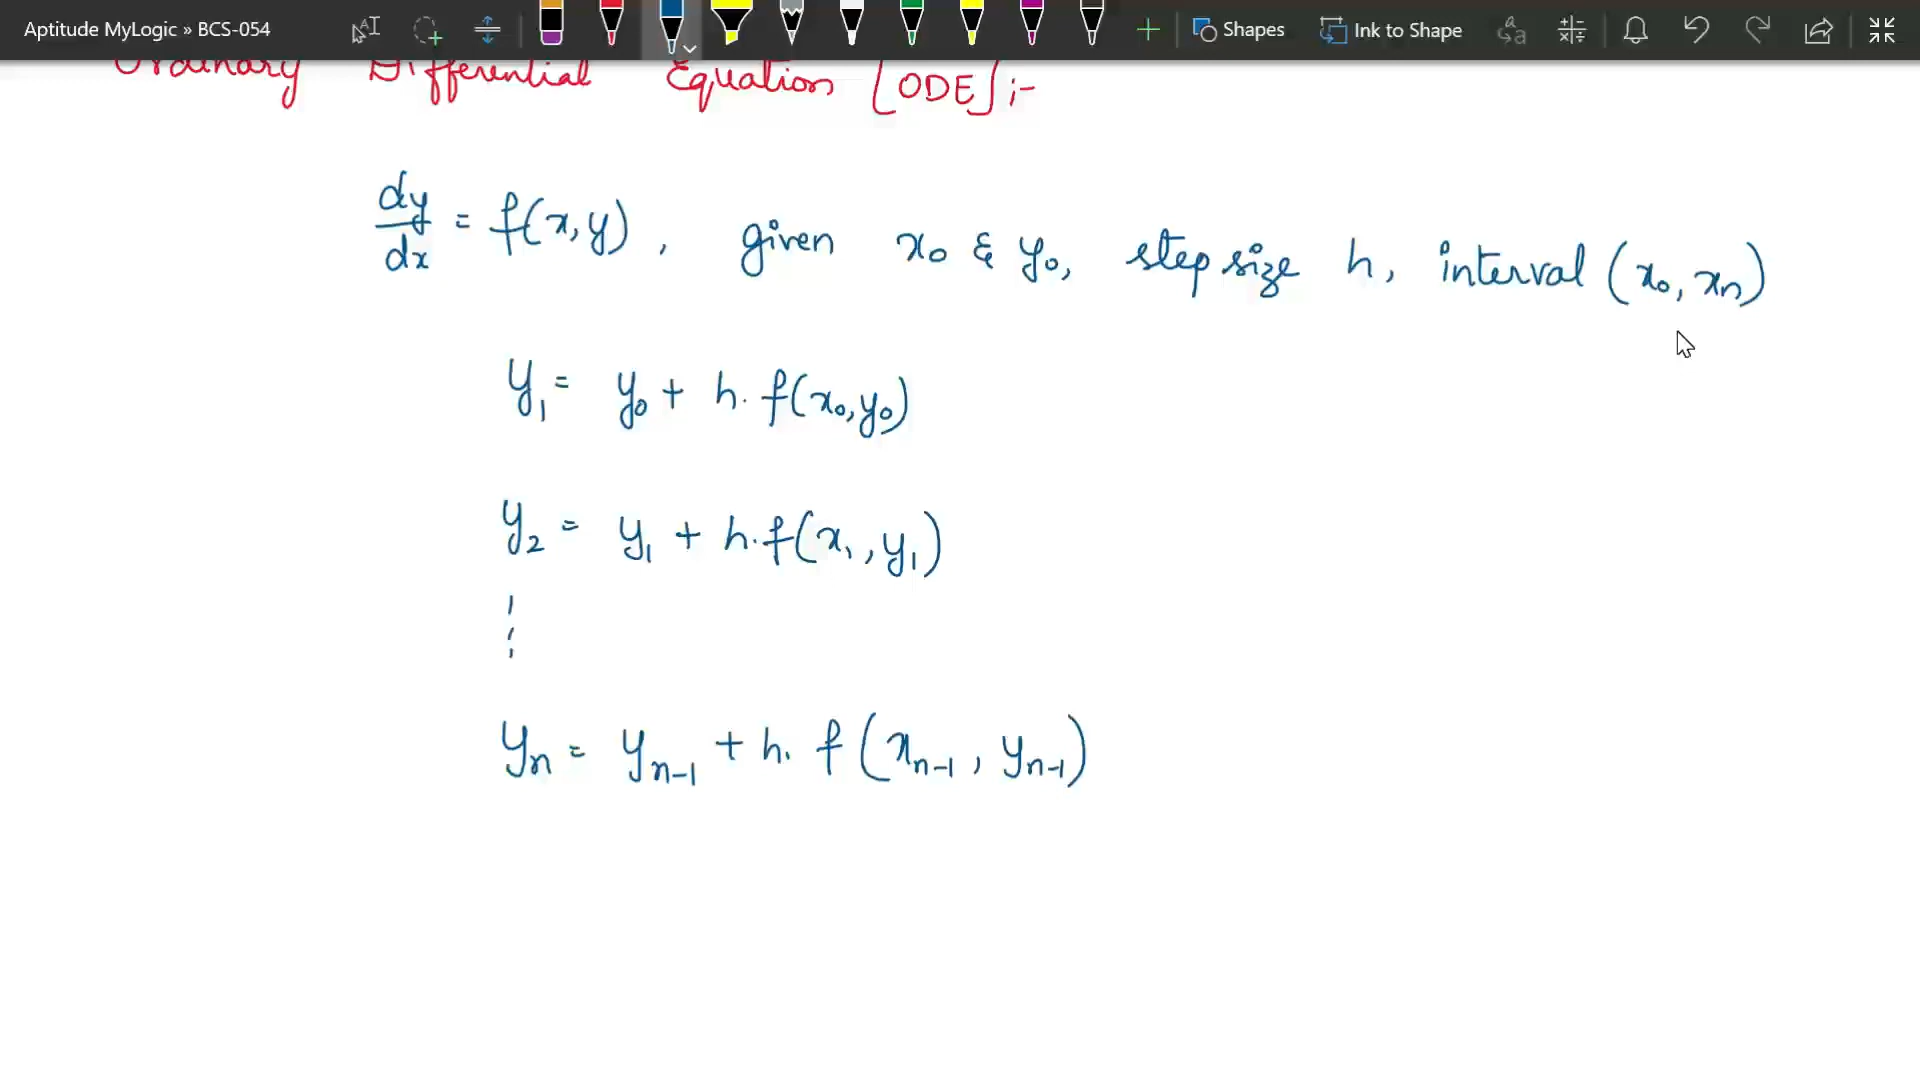 Aptitude MyLogic » BCS-054 Shapes Ink to Shape
Ordinary Differential Equation [ODE]:-
dy/dx = f(x,y), given x₀ & y₀, step size h, interval (x₀, xₙ)
y₁ = y₀ + h. f(x₀,y₀)
y₂ = y₁ + h.f(x₁, y₁)
yₙ = yₙ₋₁ + h. f(xₙ₋₁, yₙ₋₁)